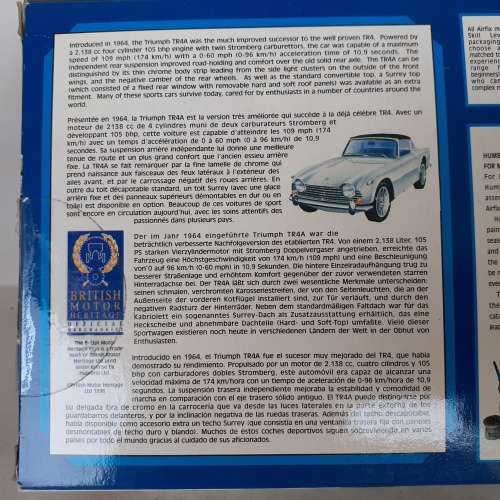 Introduced in 1964, the Triumph TR4A was the much improved successor to the well proven TR4. Powered by
a 2,138 cc four cylinder 105 bhp engine with twin Stromberg carburettors, the car was capable of a maximum
speed of 109 mph (174 km/h) with a 0-60 mph (0-96 km/h) acceleration time of 10.9 seconds. The
independent rear suspension improved road-holding and comfort over the old solid rear axle. The TR4A can be
distinguished by its thin chrome body strip leading from the side light clusters on the outside of the front
wings, and the negative camber of the rear wheels. As well as the standard convertible top, a Surrey top
(which consisted of a fixed rear window with removable hard and soft roof panels) was available as an extra
fitment. Many of these sports cars survive today, cared for by enthusiasts in a number of countries around the
world.
Présentée en 1964, la Triumph TR4A est la version très améliorée qui succède à la déjà célèbre TR4. Avec un
moteur de 2138 cc de 4 cylindres muni de deux carburateurs Stromberg et
développant 105 bhp, cette voiture est capable d'atteindre les 109 mph (174
km/h) avec un temps d'accélération de 0 à 60 mph (0 à 96 km/h) de 10,9
secondes. Sa suspension arrière indépendante lui donne une meilleure
tenue de route et un plus grand confort que l'ancien essieu arrière
fixe. La TR4A se fait remarquer par la fine lamelle de chrome qui
prend naissance aux faisceaux des feux latéraux à l'extérieur des
ailes avant, et par le carrossage négatif des roues arrières. En
outre du toit décapotable standard, un toit Surrey (avec une glace
arrière fixe et des panneaux supérieurs démontables en dur ou en
toile) est disponible en option. Beaucoup de ces voitures de sport
sont encore en circulation aujourd'hui, avec les soins attentifs des
passionnées dans plusieurs pays.
Der im Jahr 1964 eingeführte Triumph TR4A war die
beträchtlich verbesserte Nachfolgeversion des etablierten TR4. Von einem 2,138 Liter, 105
PS starken Vierzylindermotor mit Stromberg Doppelvergaser angetrieben, erreichte das
Fahrzeug eine Höchstgeschwindigkeit von 174 km/h (109 mph) und eine Beschleunigung
von 0 auf 96 km/h (0-60 mph) in 10,9 Sekunden. Die hintere Einzelradaufhängung trug zu
besserer Straßenlage und erhöhtem Komfort gegenüber der zuvor verwendeten starren
Hinterradachse bei. Der TR4A läßt sich durch zwei wesentliche Merkmale unterscheiden:
seinen schmalen, verchromten Karosseriestreifen, der von den Seitenleuchten, die an der
Außenseite der vorderen Kotflügel installiert sind, zur Tür verläuft, und durch den
negativen Radsturz der Hinterräder. Neben dem standardmäßigen Faltdach war für das
Kabriolett ein sogenanntes Surrey-Dach als Zusatzausstattung erhältlich, das eine
Heckscheibe und abnehmbare Dachteile (Hard- und Soft-Top) umfaßte. Viele dieser
Sportwagen existieren noch heute in verschiedenen Ländern der Welt in der Obhut von
Enthusiasten.
BRITISH
MOTOR
HERITAGE
OFFICIAL
Introducido en 1964, el Triumph TR4A fue el sucesor muy mejorado del TR4, que había
demostrado su rendimiento. Propulsado por un motor de 2.138 cc, cuatro cilindros y 105
bhp con carburadores dobles Stromberg, este automóvil era capaz de alcanzar una
velocidad máxima de 174 km/hora con un tiempo de aceleración de 0-96 km/hora de 10,9
segundos. La suspensión trasera independiente mejoraba la estabilidad y comodidad de
marcha en comparación con el eje trasero sólido antiguo. El TR4A puede distinguirse por
su delgada tira de cromo en la carrocería que va desde las luces laterales en la parte externa de los
guardabarros delanteros, y por la inclinación negativa de las ruedas traseras. Además del techo descapotable,
había disponible como accesorio extra un techo Surrey (que consistía en una ventanilla trasera fija con paneles
desmontables de techo duro y blando). Muchos de estos coches deportivos siguen sobreviviendo en varios
países por todo el mundo gracias al cuidado de sus aficionados.
All Airfix
Skill Leve
packaging